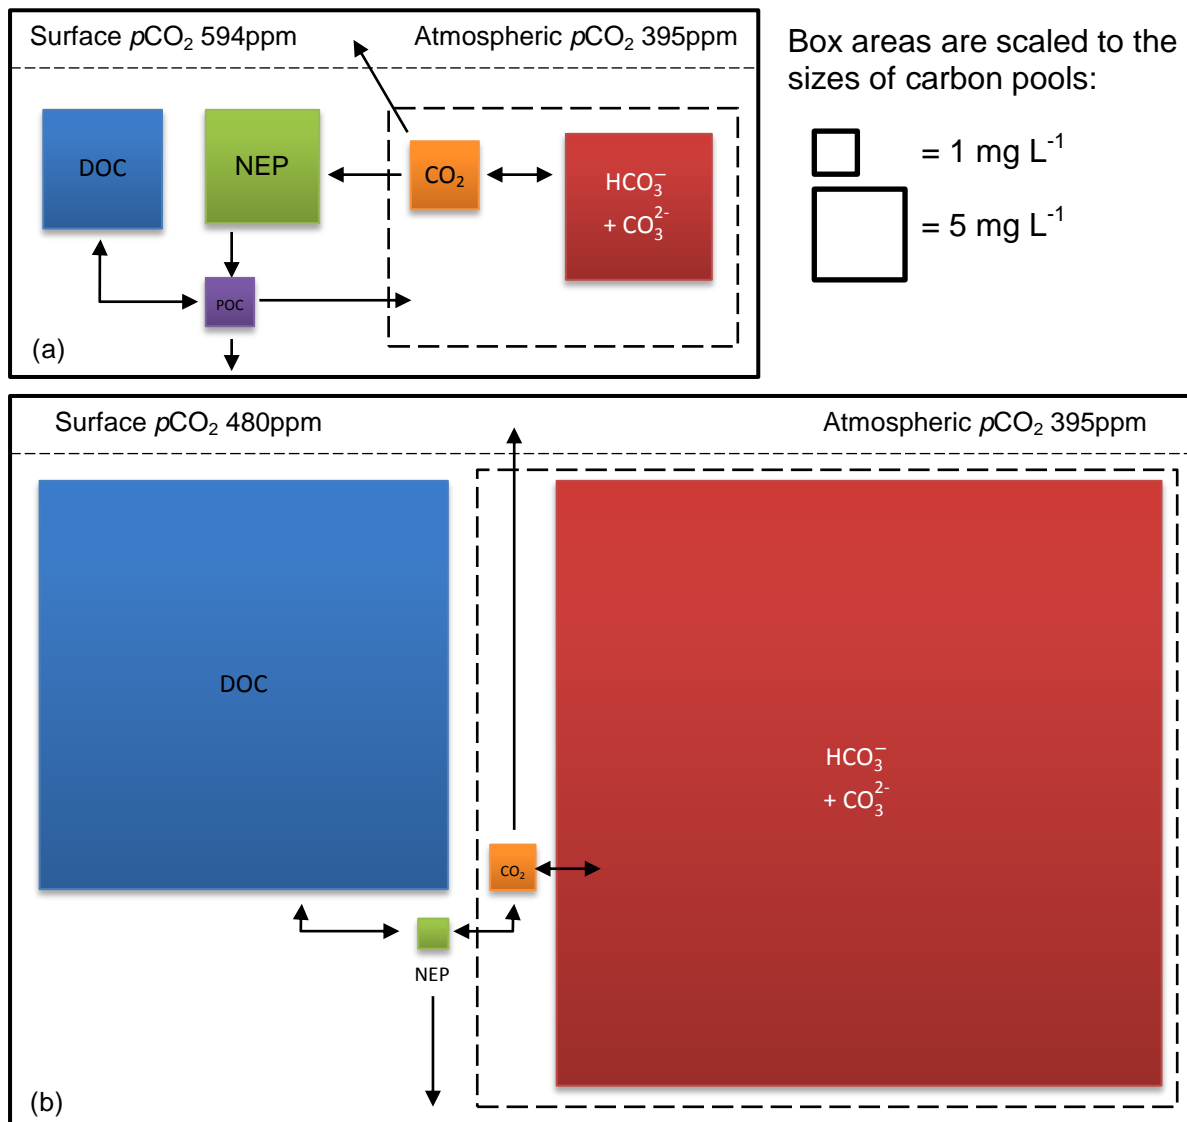 Surface pCO₂ 594ppm
Atmospheric pCO₂ 395ppm
DOC
NEP
CO₂
HCO₃⁻
+ CO₃²⁻
POC
(a)
Box areas are scaled to the
sizes of carbon pools:
= 1 mg L⁻¹
= 5 mg L⁻¹
Surface pCO₂ 480ppm
Atmospheric pCO₂ 395ppm
DOC
HCO₃⁻
+ CO₃²⁻
CO₂
NEP
(b)